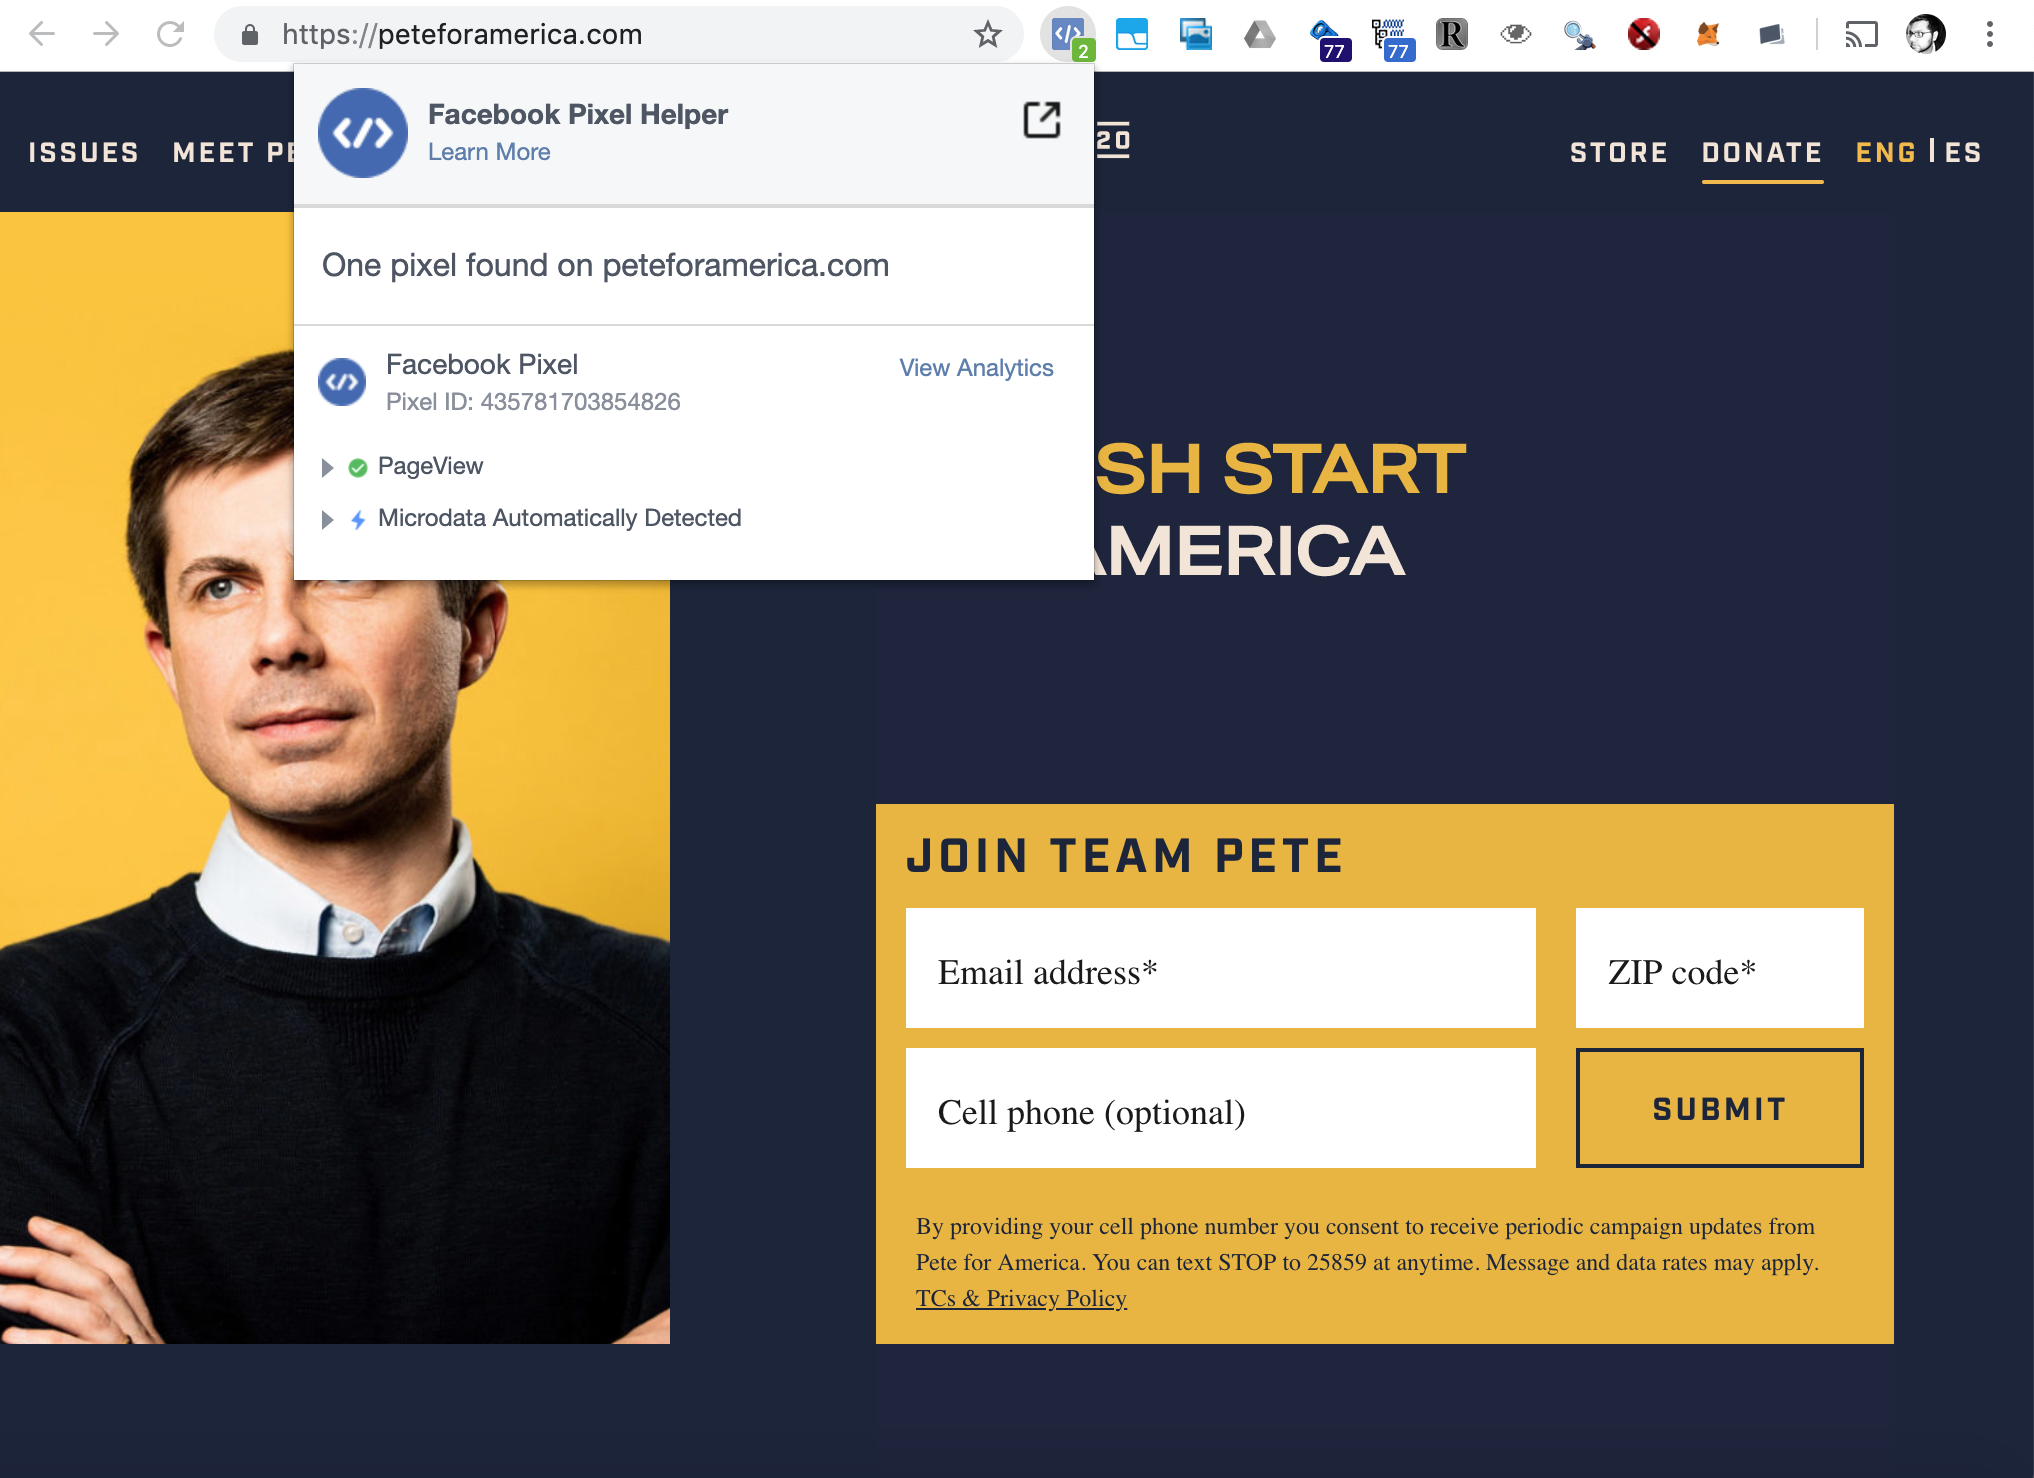 https://peteforamerica.com
2
77
77
R
ISSUES
MEET
20
STORE
DONATE
ENG | ES
Facebook Pixel Helper
Learn More
One pixel found on peteforamerica.com
Facebook Pixel
View Analytics
Pixel ID: 435781703854826
PageView
Microdata Automatically Detected
SH START
AMERICA
JOIN TEAM PETE
Email address*
ZIP code*
Cell phone (optional)
SUBMIT
By providing your cell phone number you consent to receive periodic campaign updates from
Pete for America. You can text STOP to 25859 at anytime. Message and data rates may apply.
TCs & Privacy Policy